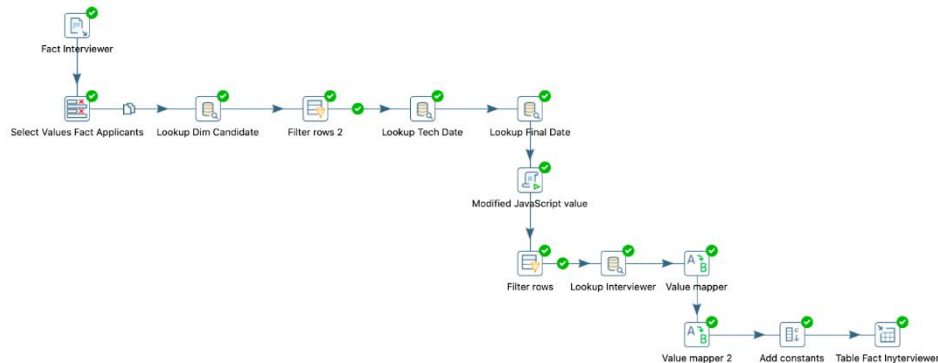 Fact Interviewer
Select Values Fact Applicants
Lookup Dim Candidate
Filter rows 2
Lookup Tech Date
Lookup Final Date
Modified JavaScript value
Filter rows
Lookup Interviewer
A
B
Value mapper
A
B
Value mapper 2
Add constants
Table Fact Inyterviewer